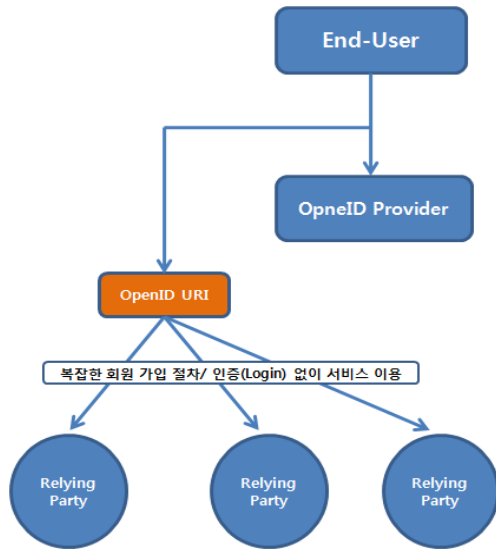 End-User
OpneID Provider
OpenID URI
복잡한 회원 가입 절차/ 인증(Login) 없이 서비스 이용
Relying
Party
Relying
Party
Relying
Party